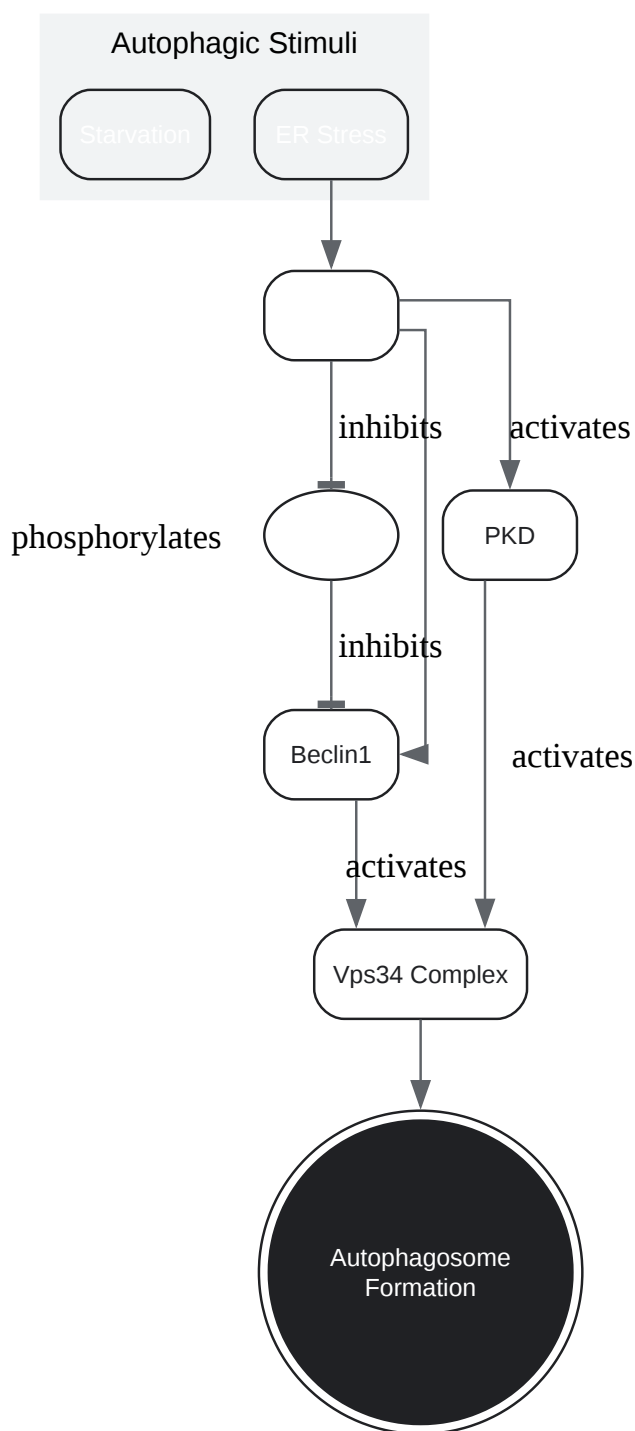 Autophagic Stimuli
Starvation
ER Stress
inhibits
activates
phosphorylates
PKD
inhibits
Beclin1
activates
activates
Vps34 Complex
Autophagosome
Formation